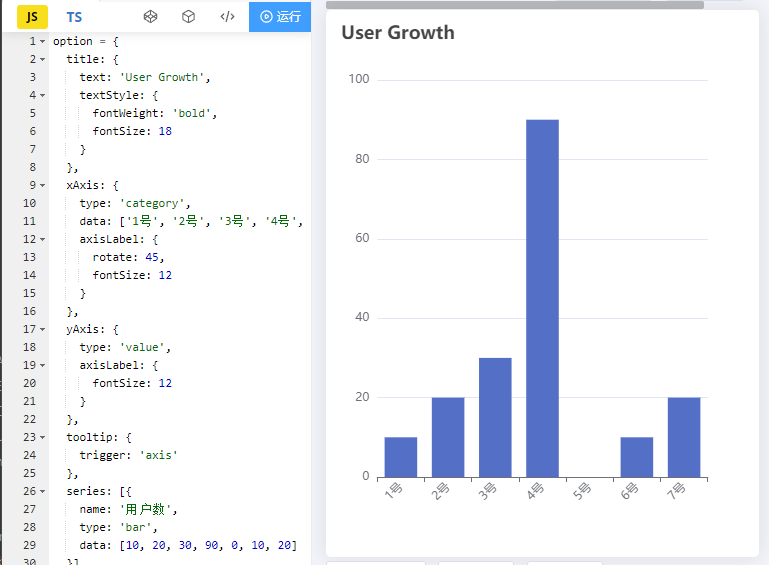 JS TS </> 运行
1 option = {
2 title: {
3 text: 'User Growth',
4 textStyle: {
5 fontWeight: 'bold',
6 fontSize: 18
7 }
8 },
9 xAxis: {
10 type: 'category',
11 data: ['1号', '2号', '3号', '4号',
12 axisLabel: {
13 rotate: 45,
14 fontSize: 12
15 }
16 },
17 yAxis: {
18 type: 'value',
19 axisLabel: {
20 fontSize: 12
21 }
22 },
23 tooltip: {
24 trigger: 'axis'
25 },
26 series: [{
27 name: '用户数',
28 type: 'bar',
29 data: [10, 20, 30, 90, 0, 10, 20]
30 }]
User Growth
100
80
60
40
20
0
1号 2号 3号 4号 5号 6号 7号